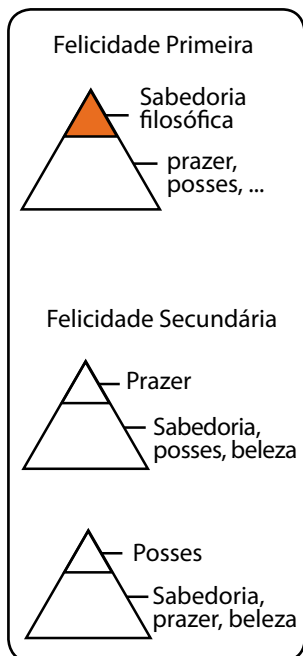 Felicidade Primeira
Sabedoria
filosófica
prazer,
posses, ...
Felicidade Secundária
Prazer
Sabedoria,
posses, beleza
Posses
Sabedoria,
prazer, beleza